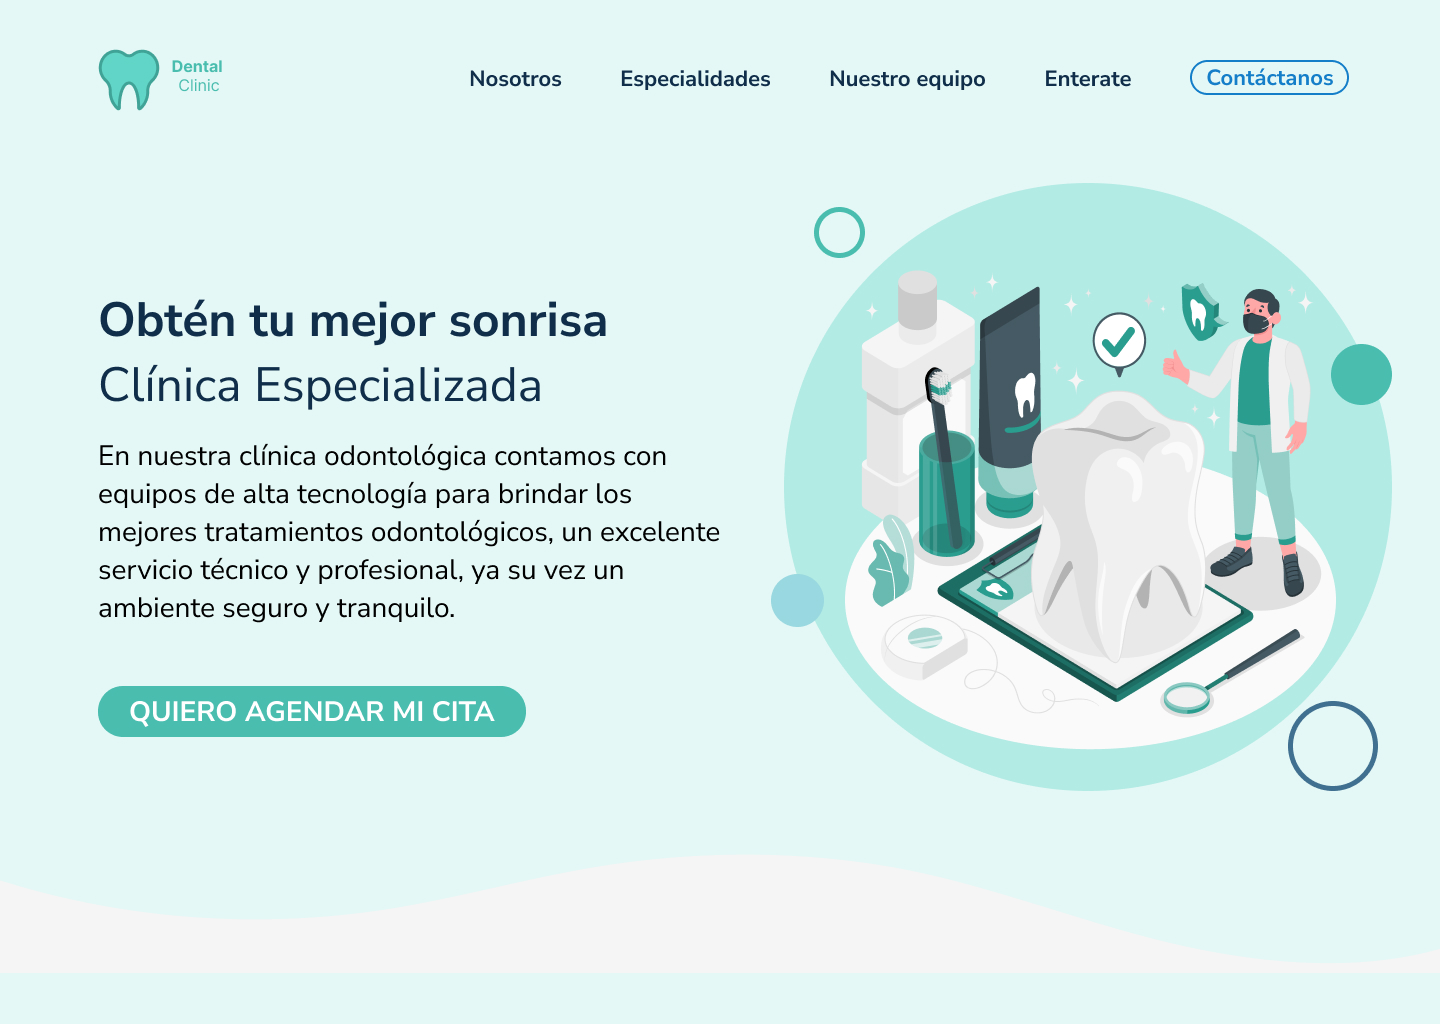 Dental
Clinic
Nosotros
Especialidades
Nuestro equipo
Enterate
Contáctanos
Obtén tu mejor sonrisa
Clínica Especializada
En nuestra clínica odontológica contamos con
equipos de alta tecnología para brindar los
mejores tratamientos odontológicos, un excelente
servicio técnico y profesional, ya su vez un
ambiente seguro y tranquilo.
QUIERO AGENDAR MI CITA